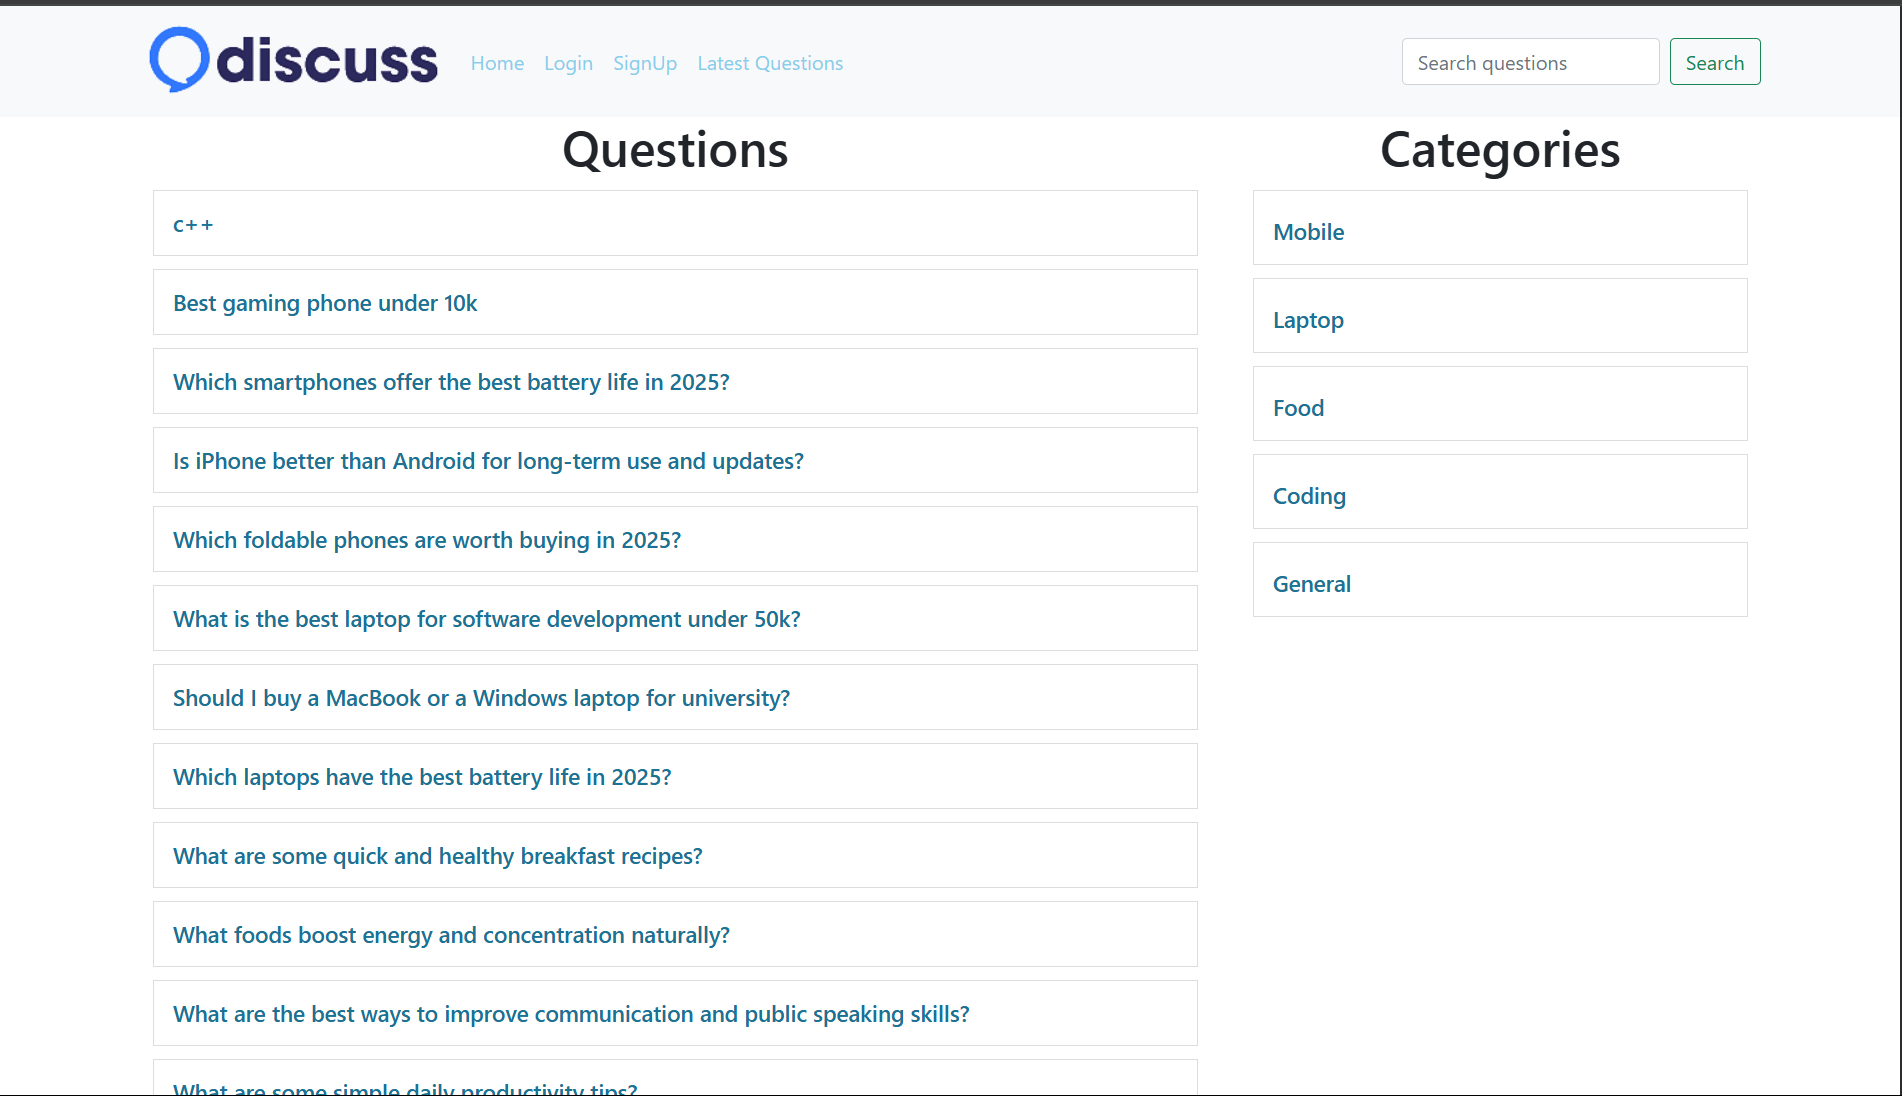 discuss
Home Login SignUp Latest Questions
Search questions Search
Questions
c++
Best gaming phone under 10k
Which smartphones offer the best battery life in 2025?
Is iPhone better than Android for long-term use and updates?
Which foldable phones are worth buying in 2025?
What is the best laptop for software development under 50k?
Should I buy a MacBook or a Windows laptop for university?
Which laptops have the best battery life in 2025?
What are some quick and healthy breakfast recipes?
What foods boost energy and concentration naturally?
What are the best ways to improve communication and public speaking skills?
What are some simple daily productivity tips?
Categories
Mobile
Laptop
Food
Coding
General